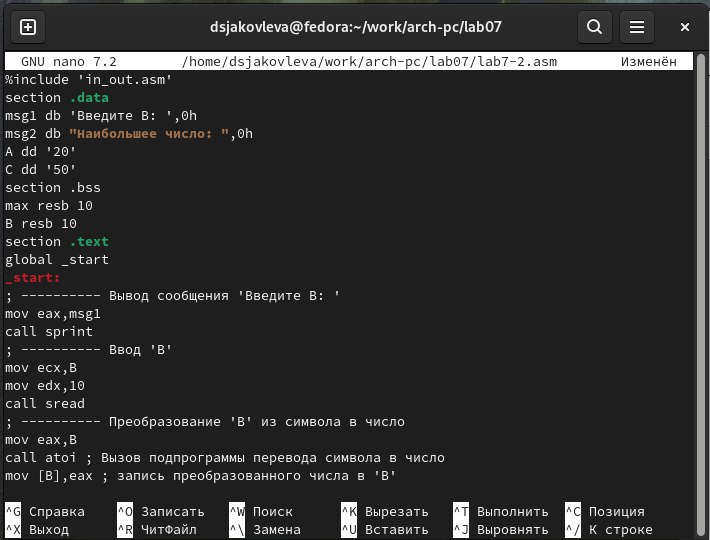 dsjakovleva@fedora:~/work/arch-pc/lab07
GNU nano 7.2 /home/dsjakovleva/work/arch-pc/lab07/lab7-2.asm Изменён
%include 'in_out.asm'
section .data
msg1 db 'Введите B: ',0h
msg2 db "Наибольшее число: ",0h
A dd '20'
C dd '50'
section .bss
max resb 10
B resb 10
section .text
global _start
_start:
; ---------- Вывод сообщения 'Введите B: '
mov eax,msg1
call sprint
; ---------- Ввод 'B'
mov ecx,B
mov edx,10
call sread
; ---------- Преобразование 'B' из символа в число
mov eax,B
call atoi ; Вызов подпрограммы перевода символа в число
mov [B],eax ; запись преобразованного числа в 'B'
^G Справка ^O Записать ^W Поиск ^K Вырезать ^T Выполнить ^C Позиция
^X Выход ^R ЧитФайл ^\ Замена ^U Вставить ^J Выровнять ^/ К строке